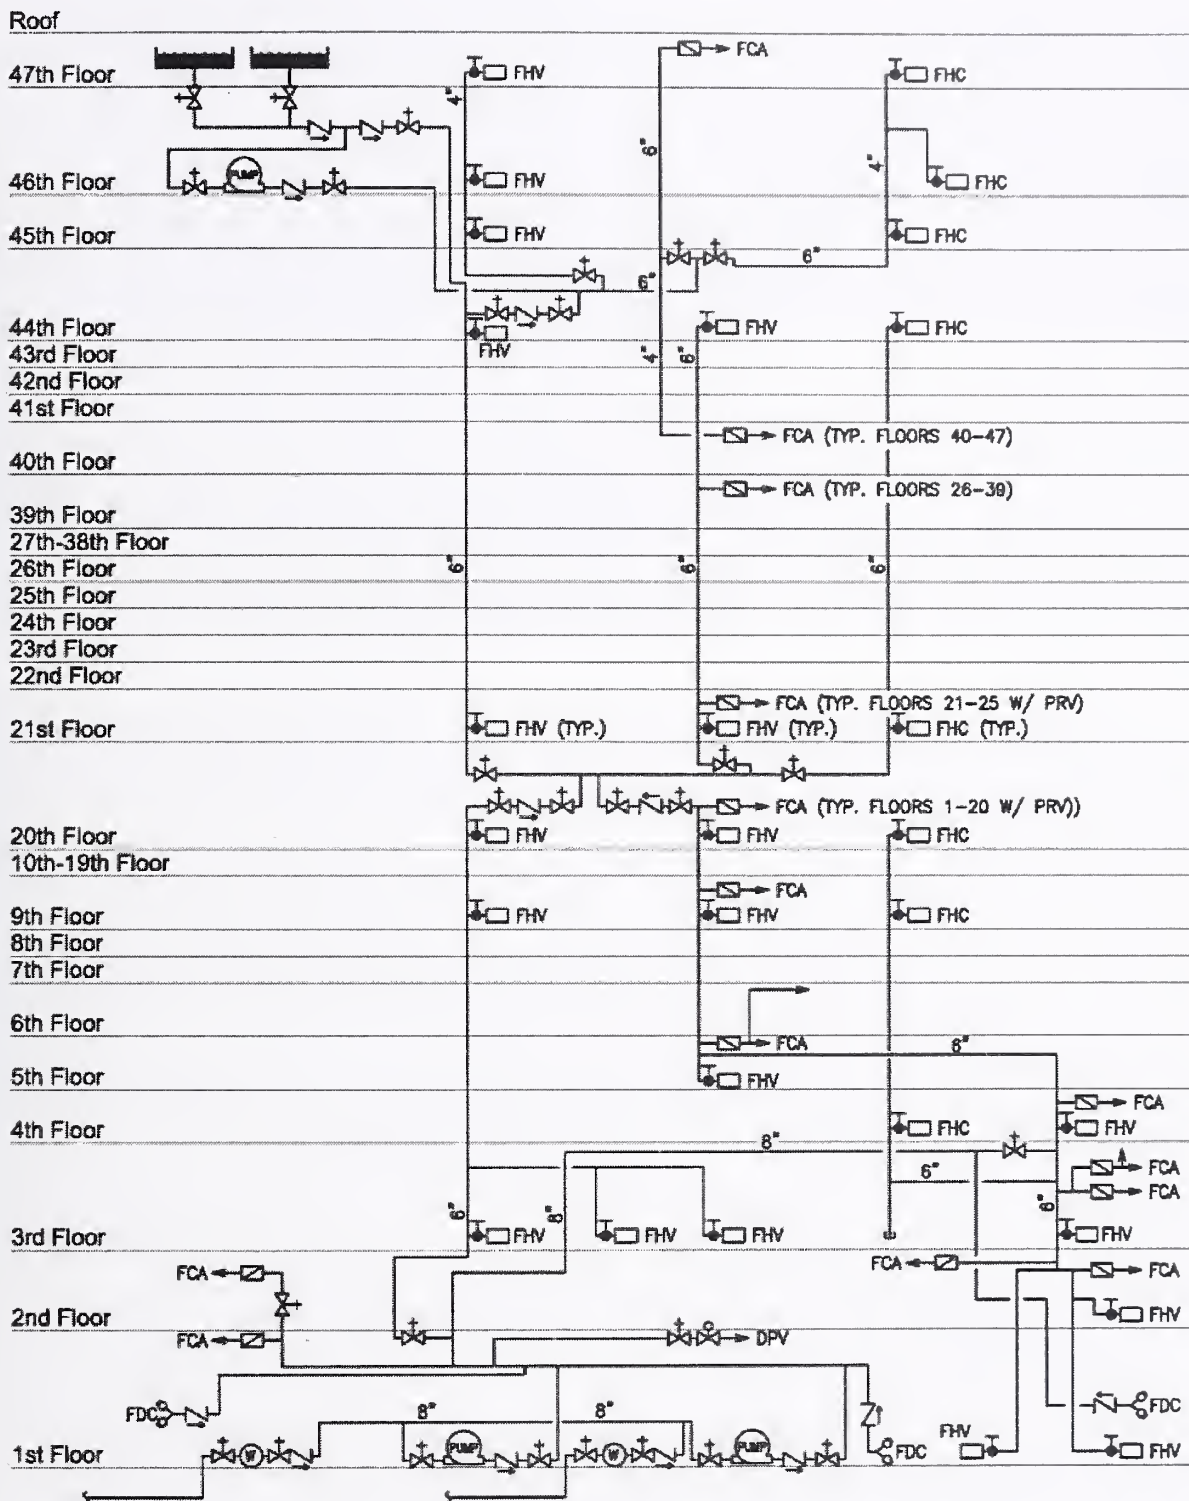 Roof
FCA
47th Floor
FHV
FHC
4"
6"
4"
46th Floor
PUMP
FHV
FHC
45th Floor
FHV
FHC
6"
6"
44th Floor
FHV
FHV
FHC
43rd Floor
4"
6"
42nd Floor
41st Floor
FCA (TYP. FLOORS 40-47)
40th Floor
FCA (TYP. FLOORS 26-39)
39th Floor
27th-38th Floor
26th Floor
6"
6"
6"
25th Floor
24th Floor
23rd Floor
22nd Floor
FCA (TYP. FLOORS 21-25 W/ PRV)
21st Floor
FHV (TYP.)
FHV (TYP.)
FHC (TYP.)
FCA (TYP. FLOORS 1-20 W/ PRV))
20th Floor
FHV
FHV
FHC
10th-19th Floor
FCA
9th Floor
FHV
FHV
FHC
8th Floor
7th Floor
6th Floor
FCA
6"
5th Floor
FHV
FCA
4th Floor
FHC
FHV
8"
6"
FCA
FCA
6"
8"
6"
3rd Floor
FHV
FHV
FHV
FHV
FCA
FCA
FCA
2nd Floor
FHV
FCA
DPV
FDC
FDC
8"
8"
FHV
1st Floor
W
PUMP
W
PUMP
FDC
FHV